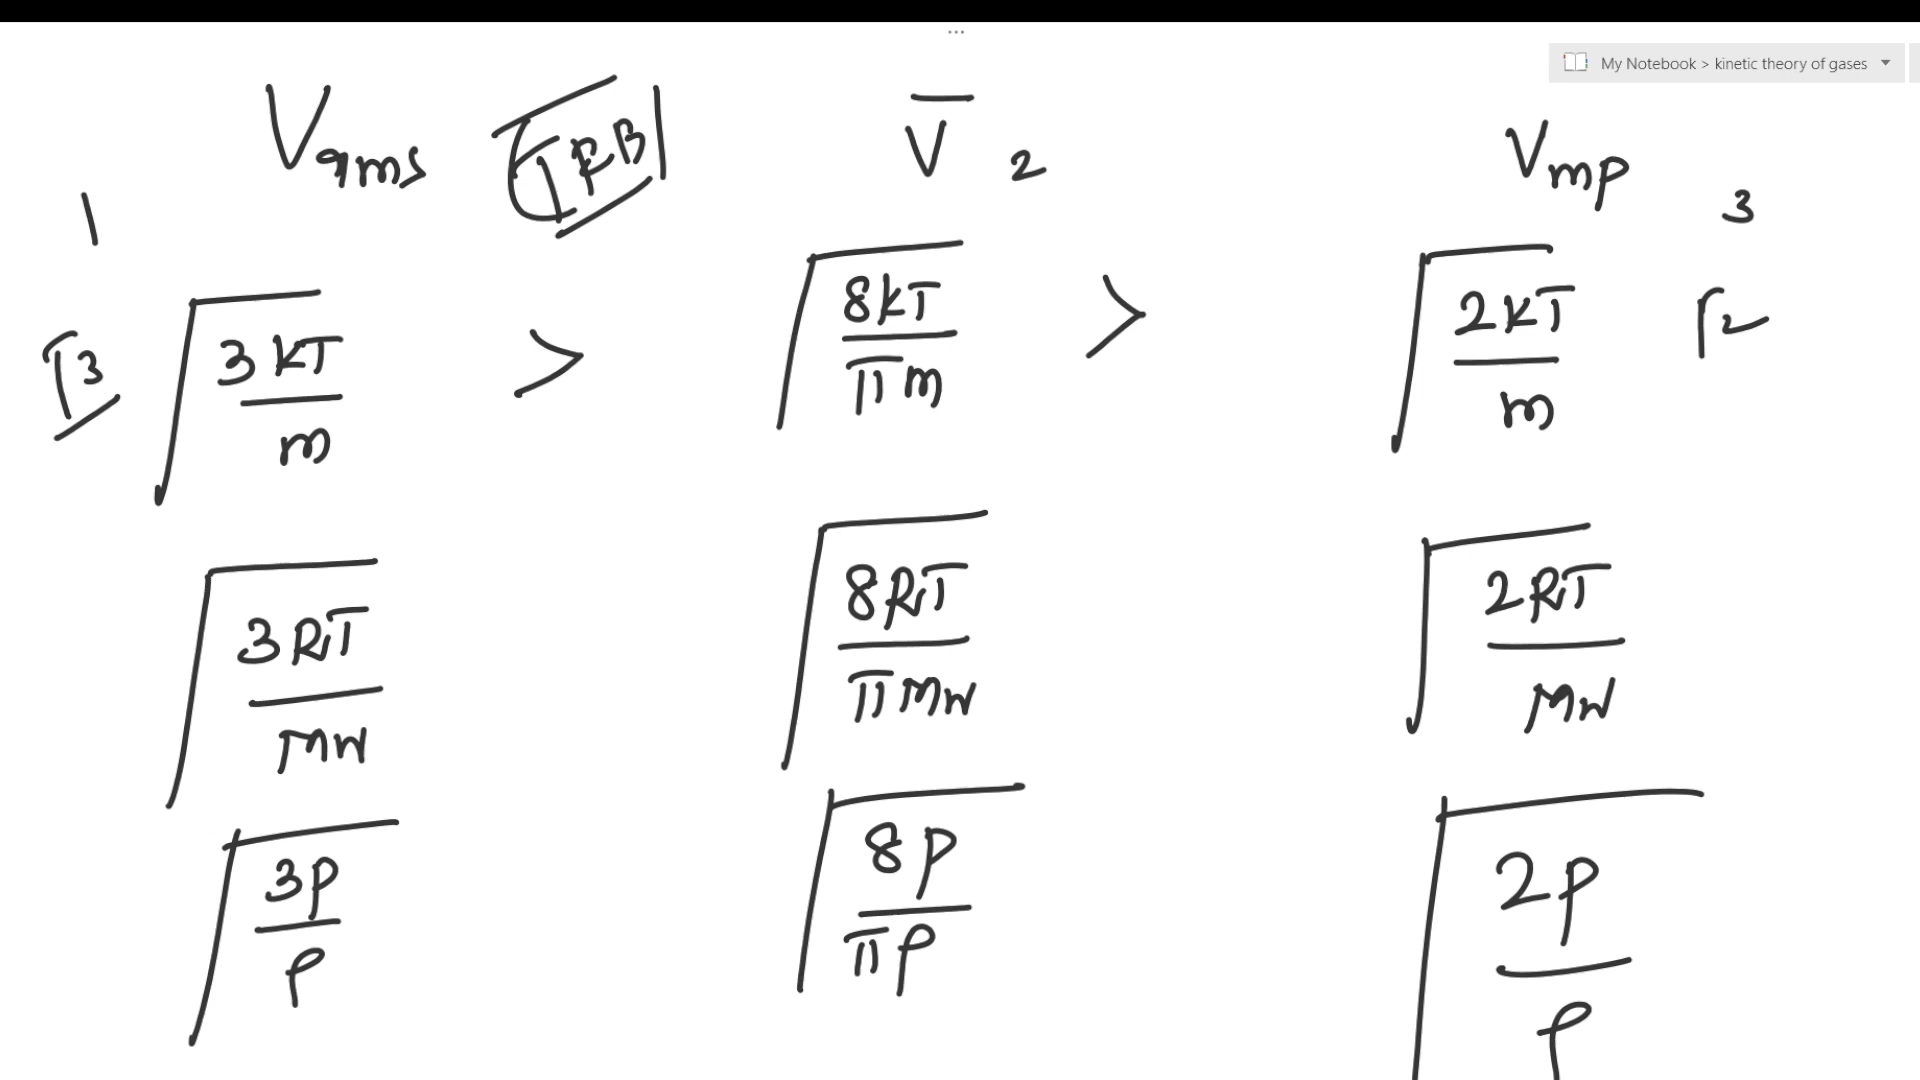 ...
My Notebook > kinetic theory of gases
Vrms
IRB
V̅ 2
Vmp 3
1
√3
√(3KT/m) > √(8KT/πm) > √(2KT/m)
√2
√(3RT/Mw) √(8RT/πMw) √(2RT/Mw)
√(3P/ρ) √(8P/πρ) √(2P/ρ)